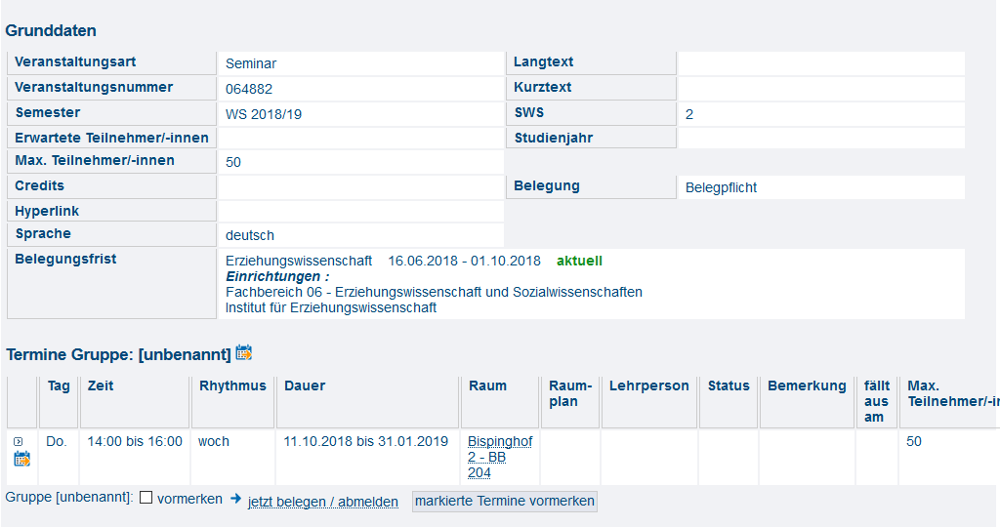 Grunddaten
Veranstaltungsart Seminar Langtext
Veranstaltungsnummer 064882 Kurztext
Semester WS 2018/19 SWS 2
Erwartete Teilnehmer/-innen Studienjahr
Max. Teilnehmer/-innen 50
Credits Belegung Belegpflicht
Hyperlink
Sprache deutsch
Belegungsfrist Erziehungswissenschaft 16.06.2018 - 01.10.2018 aktuell
Einrichtungen :
Fachbereich 06 - Erziehungswissenschaft und Sozialwissenschaften
Institut für Erziehungswissenschaft
Termine Gruppe: [unbenannt]
Tag Zeit Rhythmus Dauer Raum Raum- Lehrperson Status Bemerkung fällt Max.
plan aus Teilnehmer/-i
am
Do. 14:00 bis 16:00 woch 11.10.2018 bis 31.01.2019 Bispinghof 50
2 - BB
204
Gruppe [unbenannt]: vormerken jetzt belegen / abmelden markierte Termine vormerken